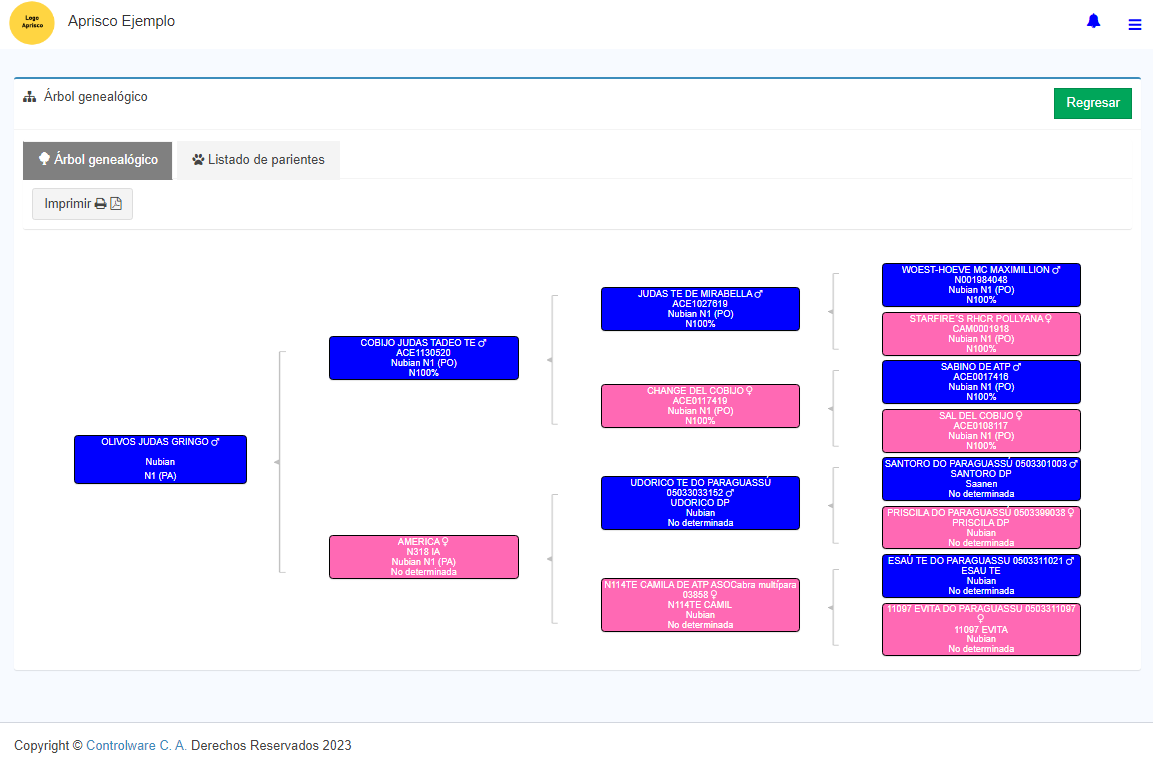 Logo
Aprisco
Aprisco Ejemplo
Árbol genealógico
Regresar
Árbol genealógico
Listado de parientes
Imprimir
OLIVOS JUDAS GRINGO ♂
Nubian
N1 (PA)
COBIJO JUDAS TADEO TE ♂
ACE1130520
Nubian N1 (PO)
N100%
AMERICA ♀
N318 IA
Nubian N1 (PA)
No determinada
JUDAS TE DE MIRABELLA ♂
ACE1027619
Nubian N1 (PO)
N100%
CHANGE DEL COBIJO ♀
ACE0117419
Nubian N1 (PO)
N100%
UDORICO TE DO PARAGUASSÚ
05033033152 ♂
UDORICO DP
Nubian
No determinada
N114TE CAMILA DE ATP ASOCabra multípara
03858 ♀
N114TE CAMIL
Nubian
No determinada
WOEST-HOEVE MC MAXIMILLION ♂
N001984048
Nubian N1 (PO)
N100%
STARFIRE´S RHCR POLLYANA ♀
CAM0001918
Nubian N1 (PO)
N100%
SABINO DE ATP ♂
ACE0017416
Nubian N1 (PO)
N100%
SAL DEL COBIJO ♀
ACE0108117
Nubian N1 (PO)
N100%
SANTORO DO PARAGUASSÚ 0503301003 ♂
SANTORO DP
Saanen
No determinada
PRISCILA DO PARAGUASSÚ 0503399038 ♀
PRISCILA DP
Nubian
No determinada
ESAÚ TE DO PARAGUASSU 0503311021 ♂
ESAU TE
Nubian
No determinada
11097 EVITA DO PARAGUASSU 0503311097
♀
11097 EVITA
Nubian
No determinada
Copyright © Controlware C. A. Derechos Reservados 2023